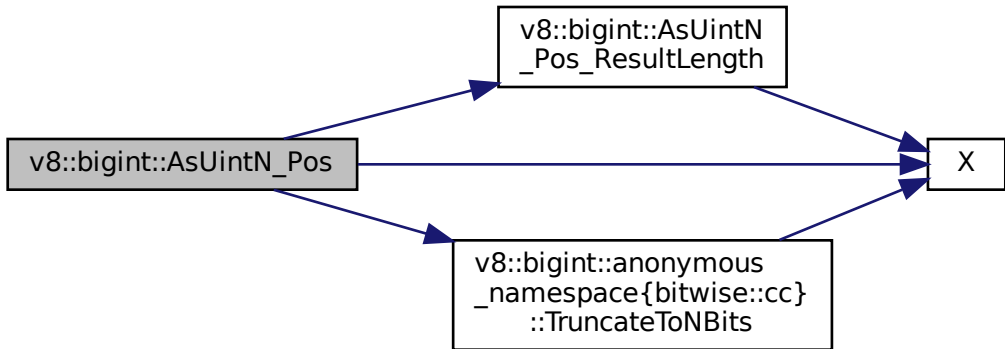 v8::bigint::AsUintN
_Pos_ResultLength
v8::bigint::AsUintN_Pos
X
v8::bigint::anonymous
_namespace{bitwise::cc}
::TruncateToNBits